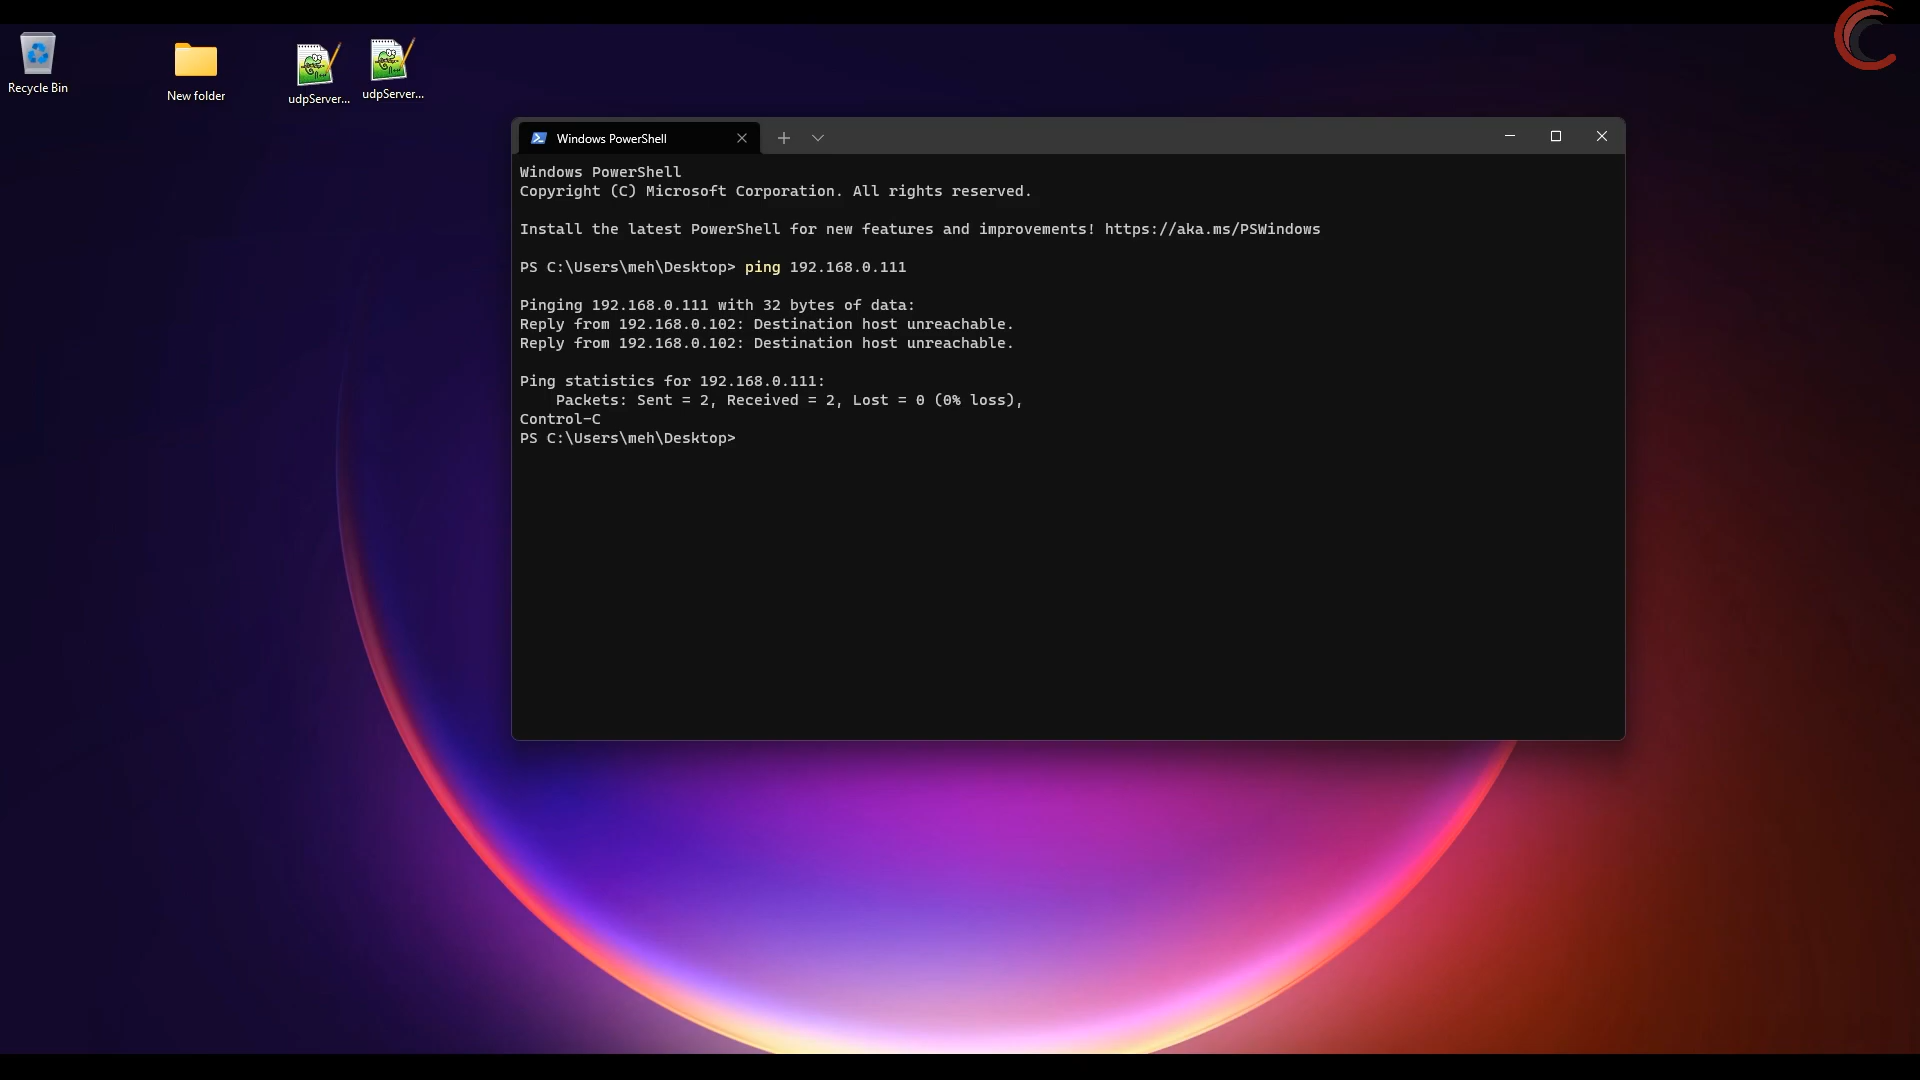 Recycle Bin
New folder
udpServer...
udpServer...
Windows PowerShell
Windows PowerShell
Copyright (C) Microsoft Corporation. All rights reserved.
Install the latest PowerShell for new features and improvements! https://aka.ms/PSWindows
PS C:\Users\meh\Desktop> ping 192.168.0.111
Pinging 192.168.0.111 with 32 bytes of data:
Reply from 192.168.0.102: Destination host unreachable.
Reply from 192.168.0.102: Destination host unreachable.
Ping statistics for 192.168.0.111:
    Packets: Sent = 2, Received = 2, Lost = 0 (0% loss),
Control-C
PS C:\Users\meh\Desktop>